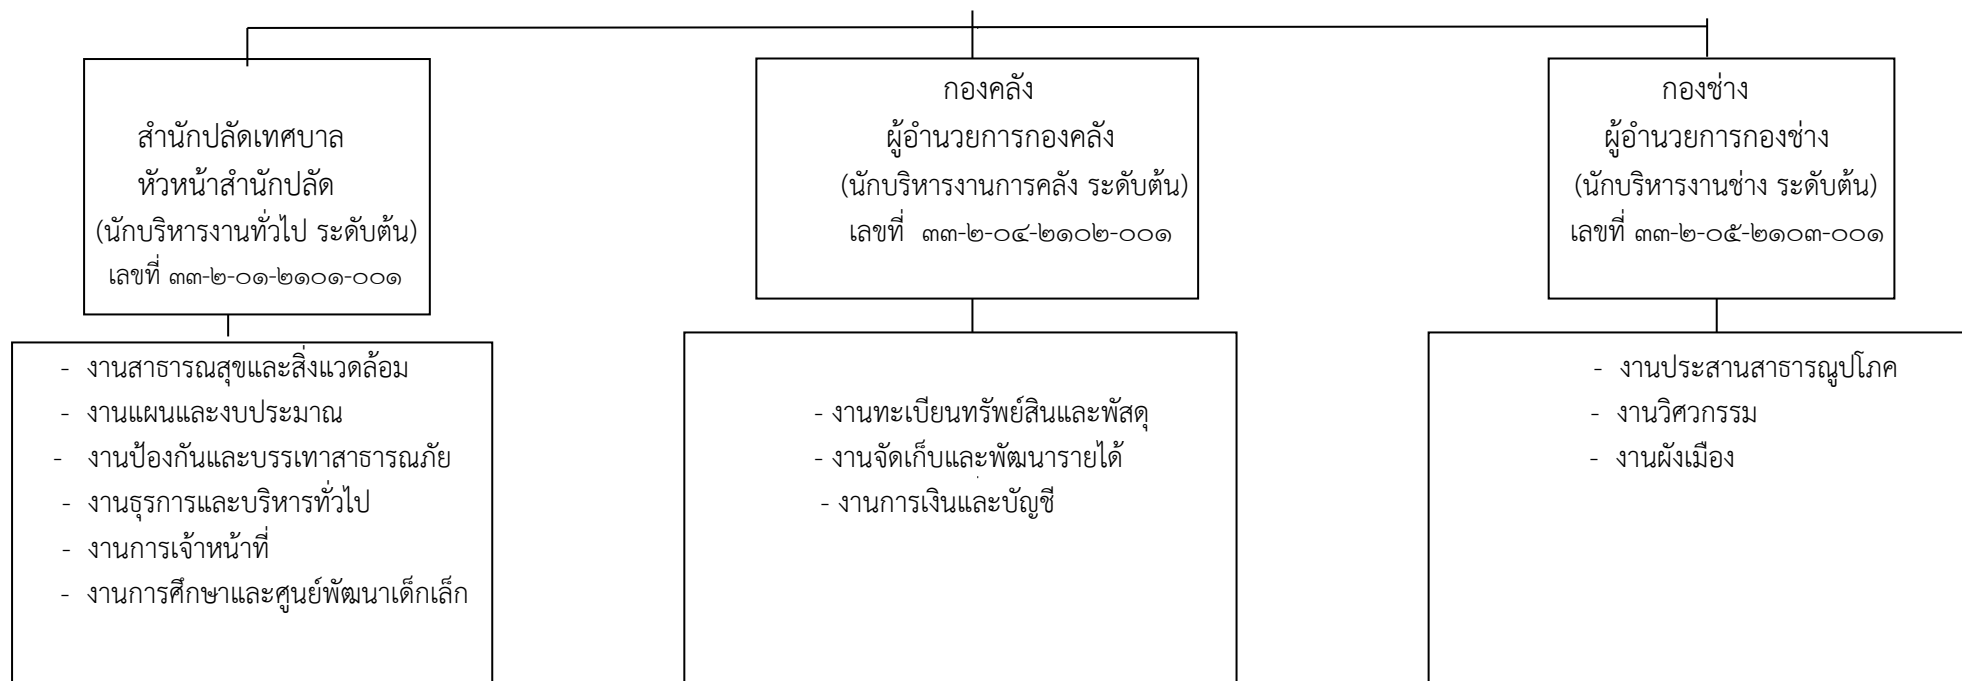 สำนักปลัดเทศบาล
หัวหน้าสำนักปลัด
(นักบริหารงานทั่วไป ระดับต้น)
เลขที่ ๓๓-๒-๐๑-๒๑๐๑-๐๐๑
กองคลัง
ผู้อำนวยการกองคลัง
(นักบริหารงานการคลัง ระดับต้น)
เลขที่ ๓๓-๒-๐๔-๒๑๐๒-๐๐๑
กองช่าง
ผู้อำนวยการกองช่าง
(นักบริหารงานช่าง ระดับต้น)
เลขที่ ๓๓-๒-๐๕-๒๑๐๓-๐๐๑
- งานสาธารณสุขและสิ่งแวดล้อม
- งานแผนและงบประมาณ
- งานป้องกันและบรรเทาสาธารณภัย
- งานธุรการและบริหารทั่วไป
- งานการเจ้าหน้าที่
- งานการศึกษาและศูนย์พัฒนาเด็กเล็ก
- งานทะเบียนทรัพย์สินและพัสดุ
- งานจัดเก็บและพัฒนารายได้
- งานการเงินและบัญชี
- งานประสานสาธารณูปโภค
- งานวิศวกรรม
- งานผังเมือง